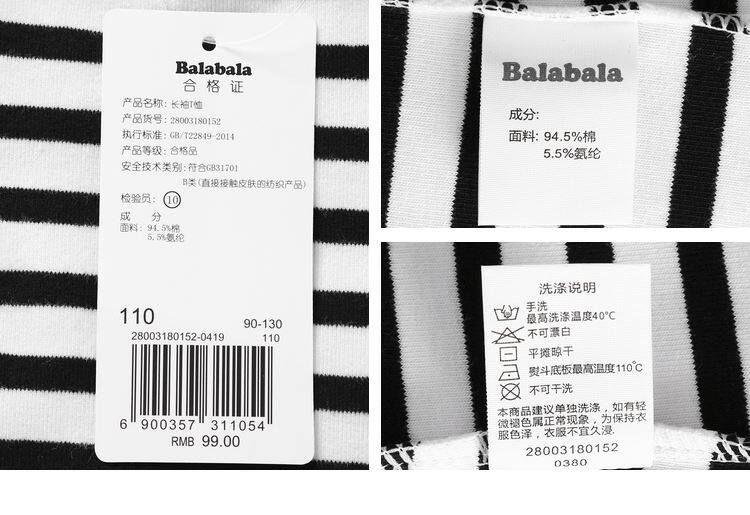 Balabala
合格证
产品名称: 长袖T恤
产品货号: 28003180152
执行标准: GB/T22849-2014
产品等级: 合格品
安全技术类别: 符合GB31701
B类(直接接触皮肤的纺织产品)
检验员: 10
成 分
面料: 94.5%棉
5.5%氨纶
110
90-130
28003180152-0419 110
6 900357 311054
RMB 99.00
Balabala
成分:
面料: 94.5%棉
5.5%氨纶
洗涤说明
手洗
最高洗涤温度40°C
不可漂白
平摊晾干
熨斗底板最高温度110°C
不可干洗
本商品建议单独洗涤，如有轻
微褪色属正常现象，为保持衣
服色泽，衣服不宜久浸.
28003180152
0380